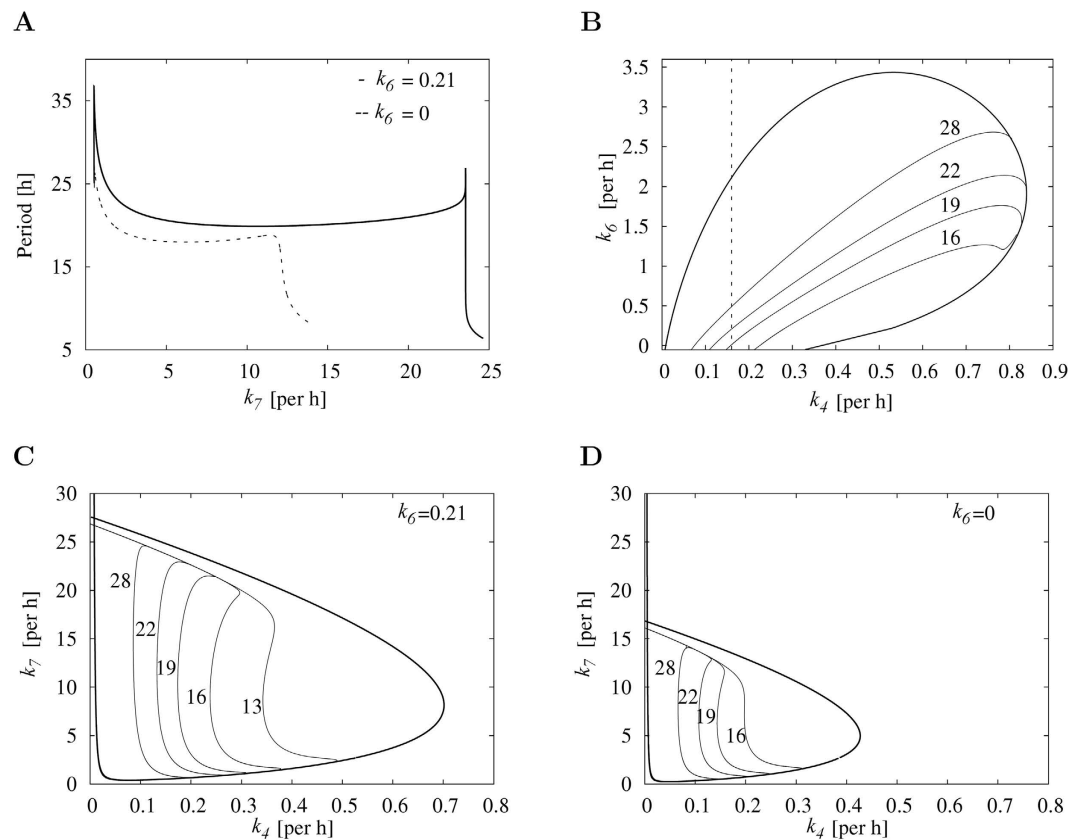 A
- k6 = 0.21
-- k6 = 0
Period [h]
35
25
15
5
0 5 10 15 20 25
k7 [per h]
B
k6 [per h]
3.5
3
2.5
2
1.5
1
0.5
0
28
22
19
16
0 0.1 0.2 0.3 0.4 0.5 0.6 0.7 0.8 0.9
k4 [per h]
C
k6=0.21
k7 [per h]
30
25
20
15
10
5
0
28
22
19
16
13
0 0.1 0.2 0.3 0.4 0.5 0.6 0.7 0.8
k4 [per h]
D
k6=0
k7 [per h]
30
25
20
15
10
5
0
28
22
19
16
0 0.1 0.2 0.3 0.4 0.5 0.6 0.7 0.8
k4 [per h]